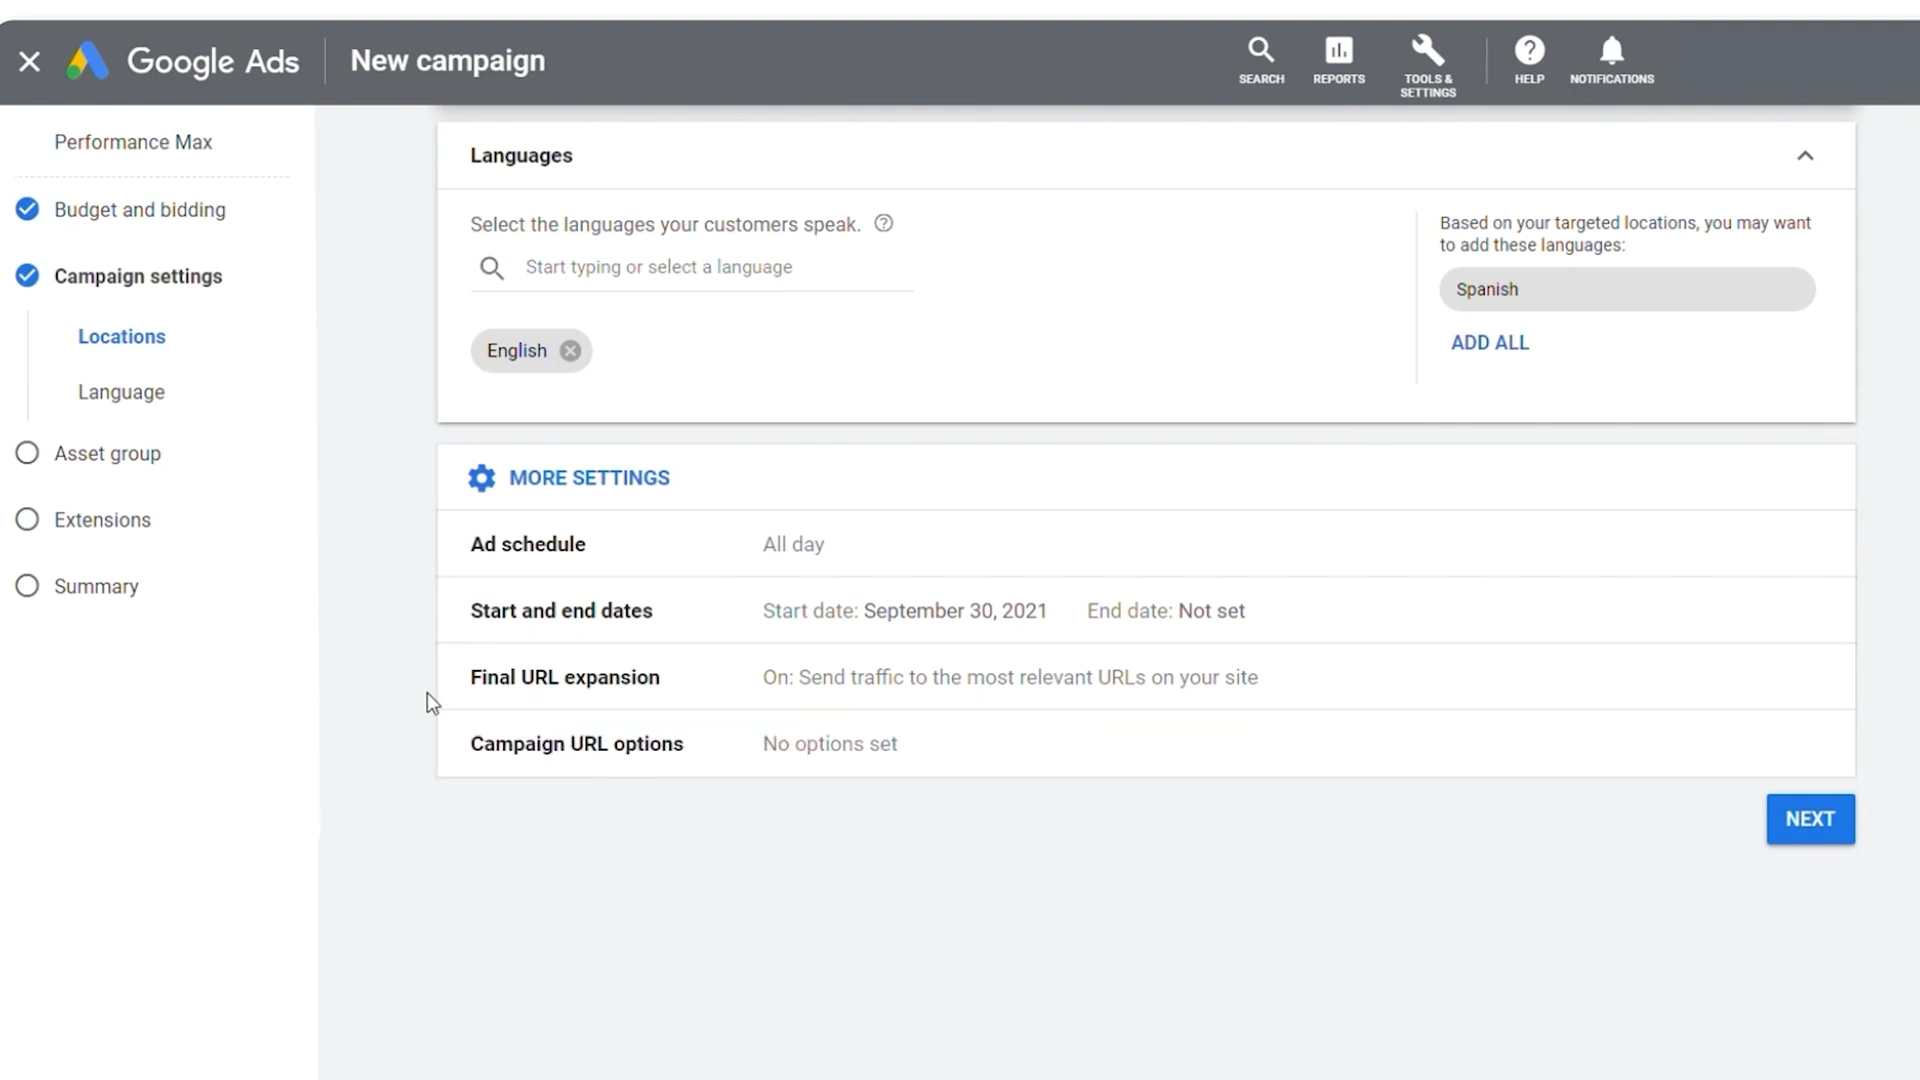 Google Ads
New campaign
SEARCH
REPORTS
TOOLS &
SETTINGS
HELP
NOTIFICATIONS
Performance Max
Budget and bidding
Campaign settings
Locations
Language
Asset group
Extensions
Summary
Languages
Select the languages your customers speak.
Start typing or select a language
English
Based on your targeted locations, you may want
to add these languages:
Spanish
ADD ALL
MORE SETTINGS
Ad schedule All day
Start and end dates Start date: September 30, 2021 End date: Not set
Final URL expansion On: Send traffic to the most relevant URLs on your site
Campaign URL options No options set
NEXT